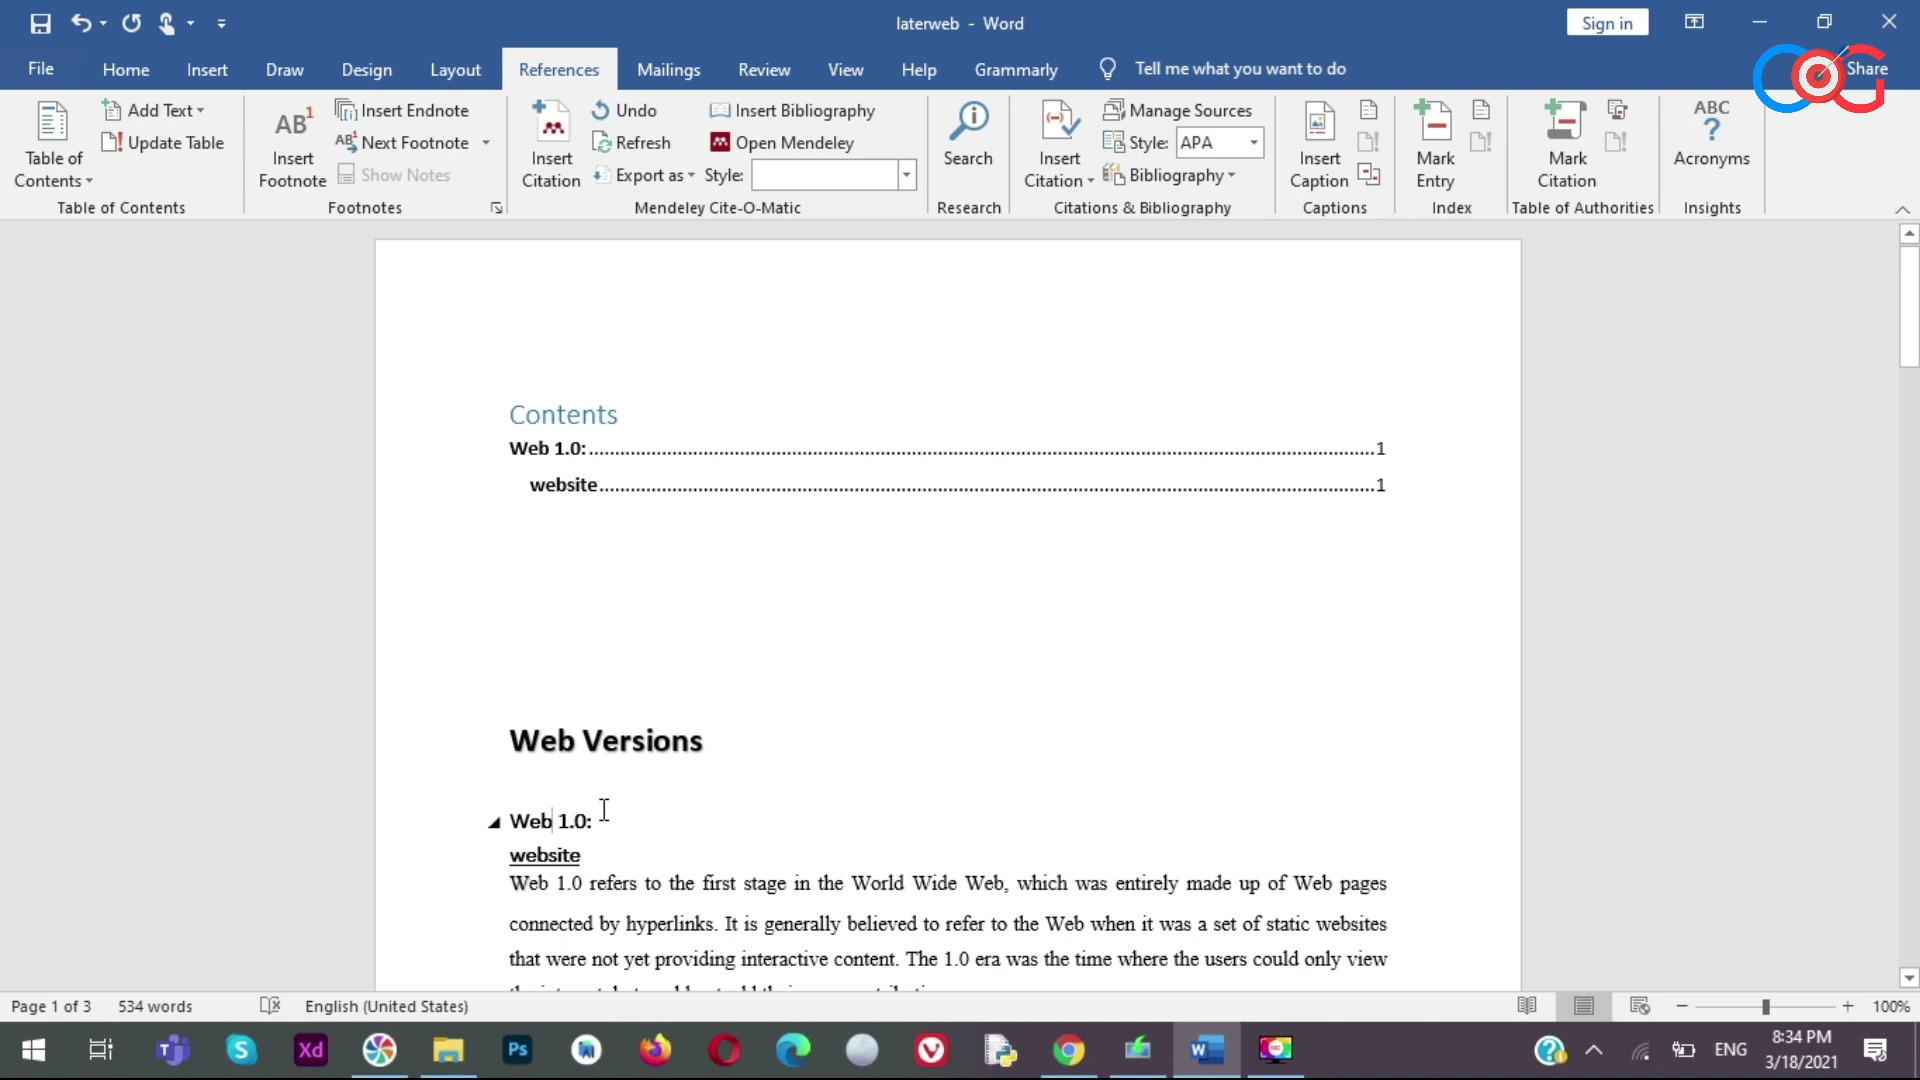 laterweb - Word
Sign in
File Home Insert Draw Design Layout References Mailings Review View Help Grammarly Tell me what you want to do Share
Table of Contents
Add Text
Update Table
Table of Contents
AB1 Insert Footnote
Insert Endnote
AB1 Next Footnote
Show Notes
Footnotes
Insert Citation
Undo
Refresh
Export as
Insert Bibliography
Open Mendeley
Style:
Mendeley Cite-O-Matic
Search
Research
Insert Citation
Manage Sources
Style: APA
Bibliography
Citations & Bibliography
Insert Caption
Captions
Mark Entry
Index
Mark Citation
Table of Authorities
ABC ? Acronyms
Insights
Contents
Web 1.0:.......................................................................................................................................................1
website.....................................................................................................................................................1
Web Versions
Web 1.0:
website
Web 1.0 refers to the first stage in the World Wide Web, which was entirely made up of Web pages
connected by hyperlinks. It is generally believed to refer to the Web when it was a set of static websites
that were not yet providing interactive content. The 1.0 era was the time where the users could only view
Page 1 of 3 534 words English (United States) 100%
Xd Ps ENG 8:34 PM
3/18/2021